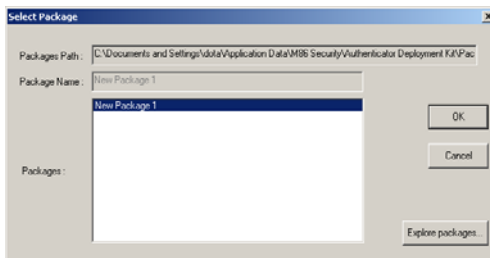 Select Package
Packages Path : C:\Documents and Settings\dota\Application Data\M86 Security\Authenticator Deployment Kit\Pac
Package Name : New Package 1
New Package 1
OK
Cancel
Packages :
Explore packages...